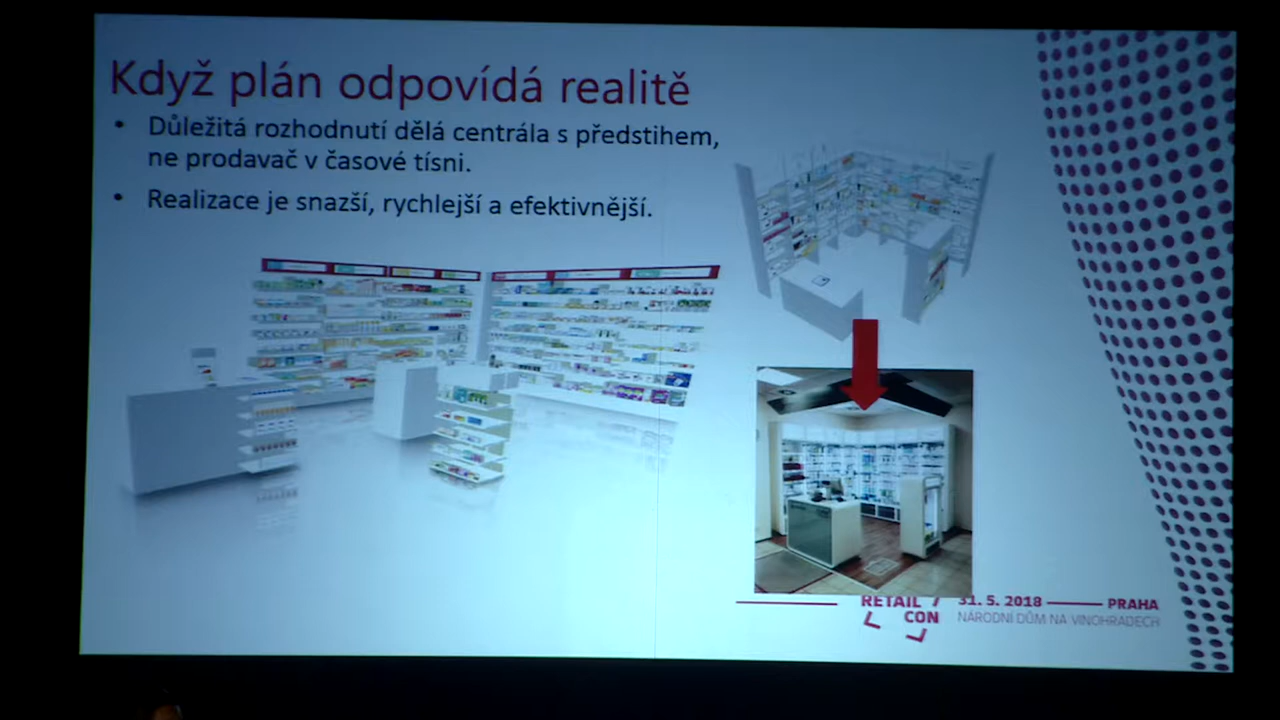 Když plán odpovídá realitě
• Důležitá rozhodnutí dělá centrála s předstihem,
ne prodavač v časové tísni.
• Realizace je snazší, rychlejší a efektivnější.
RETAIL
CON
31. 5. 2018
PRAHA
NÁRODNÍ DŮM NA VINOHRADECH